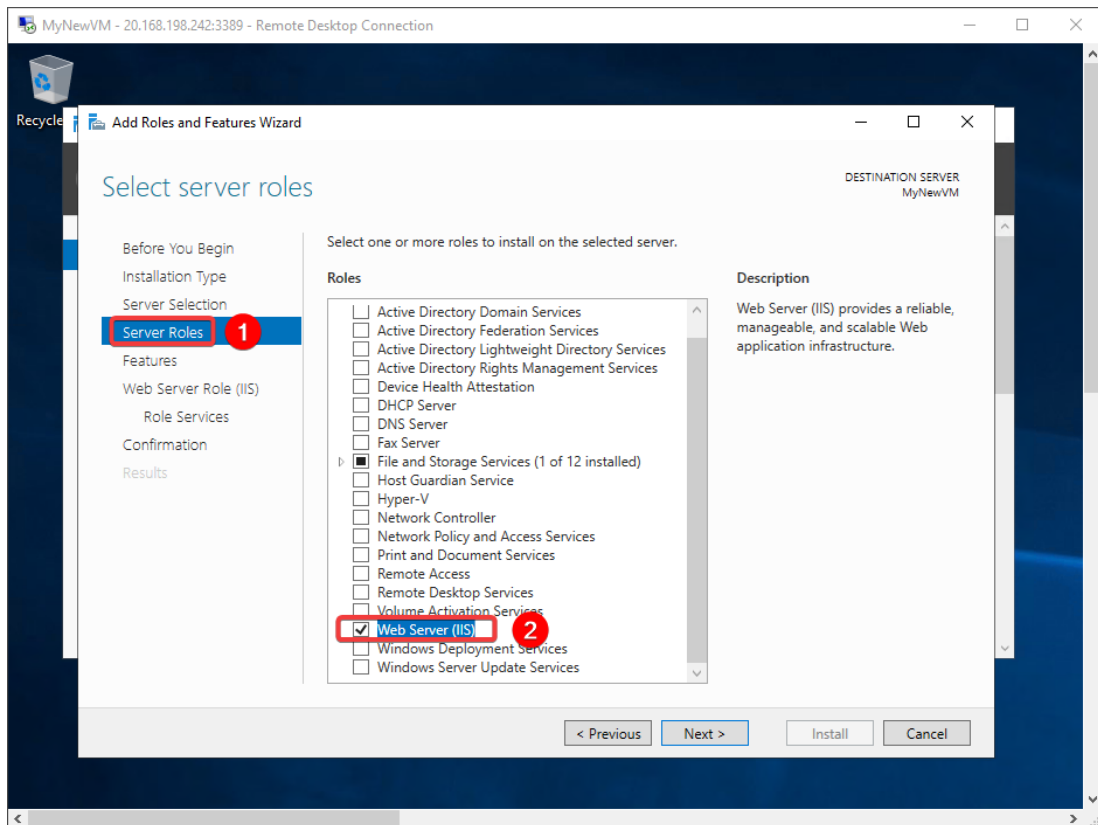 MyNewVM - 20.168.198.242:3389 - Remote Desktop Connection
Recycle
Add Roles and Features Wizard
Select server roles
DESTINATION SERVER
MyNewVM
Before You Begin
Installation Type
Server Selection
Server Roles
1
Features
Web Server Role (IIS)
Role Services
Confirmation
Results
Select one or more roles to install on the selected server.
Roles
Active Directory Domain Services
Active Directory Federation Services
Active Directory Lightweight Directory Services
Active Directory Rights Management Services
Device Health Attestation
DHCP Server
DNS Server
Fax Server
File and Storage Services (1 of 12 installed)
Host Guardian Service
Hyper-V
Network Controller
Network Policy and Access Services
Print and Document Services
Remote Access
Remote Desktop Services
Volume Activation Services
Web Server (IIS)
2
Windows Deployment Services
Windows Server Update Services
Description
Web Server (IIS) provides a reliable,
manageable, and scalable Web
application infrastructure.
< Previous
Next >
Install
Cancel